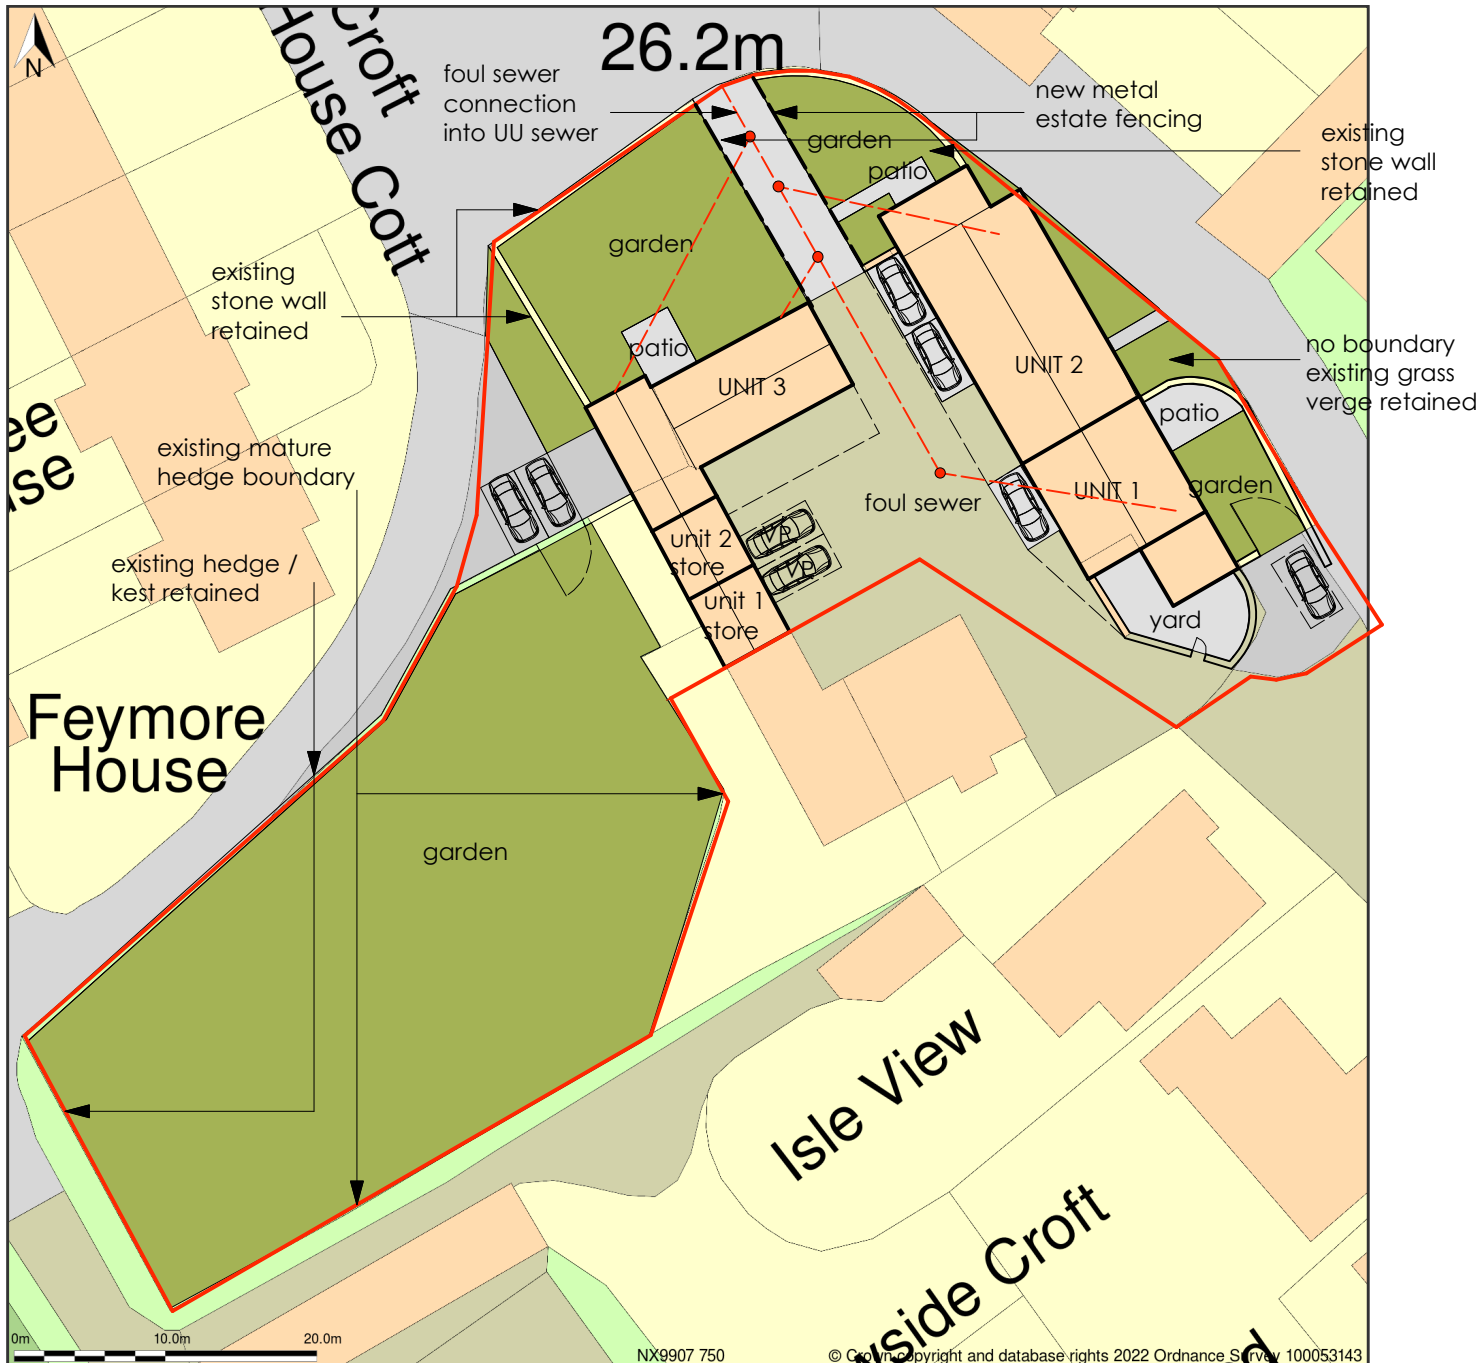 N
Croft
House Cott
26.2m
foul sewer
connection
into UU sewer
new metal
estate fencing
existing
stone wall
retained
garden
patio
garden
existing
stone wall
retained
patio
UNIT 3
UNIT 2
no boundary
existing grass
verge retained
patio
existing mature
hedge boundary
garden
UNIT 1
foul sewer
existing hedge /
kest retained
unit 2
store
VP
VP
unit 1
store
yard
Feymore
House
garden
Isle View
0m
10.0m
20.0m
NX9907 750
© Crown copyright and database rights 2022 Ordnance Survey 100053143